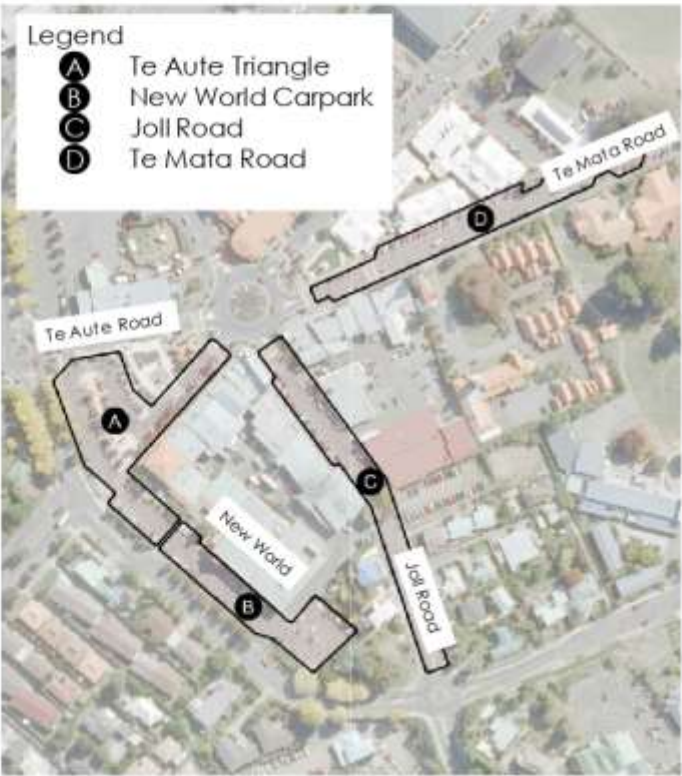 Legend
A Te Aute Triangle
B New World Carpark
C Joll Road
D Te Mata Road
Te Mata Road
D
Te Aute Road
A
C
New World
B
Joll Road